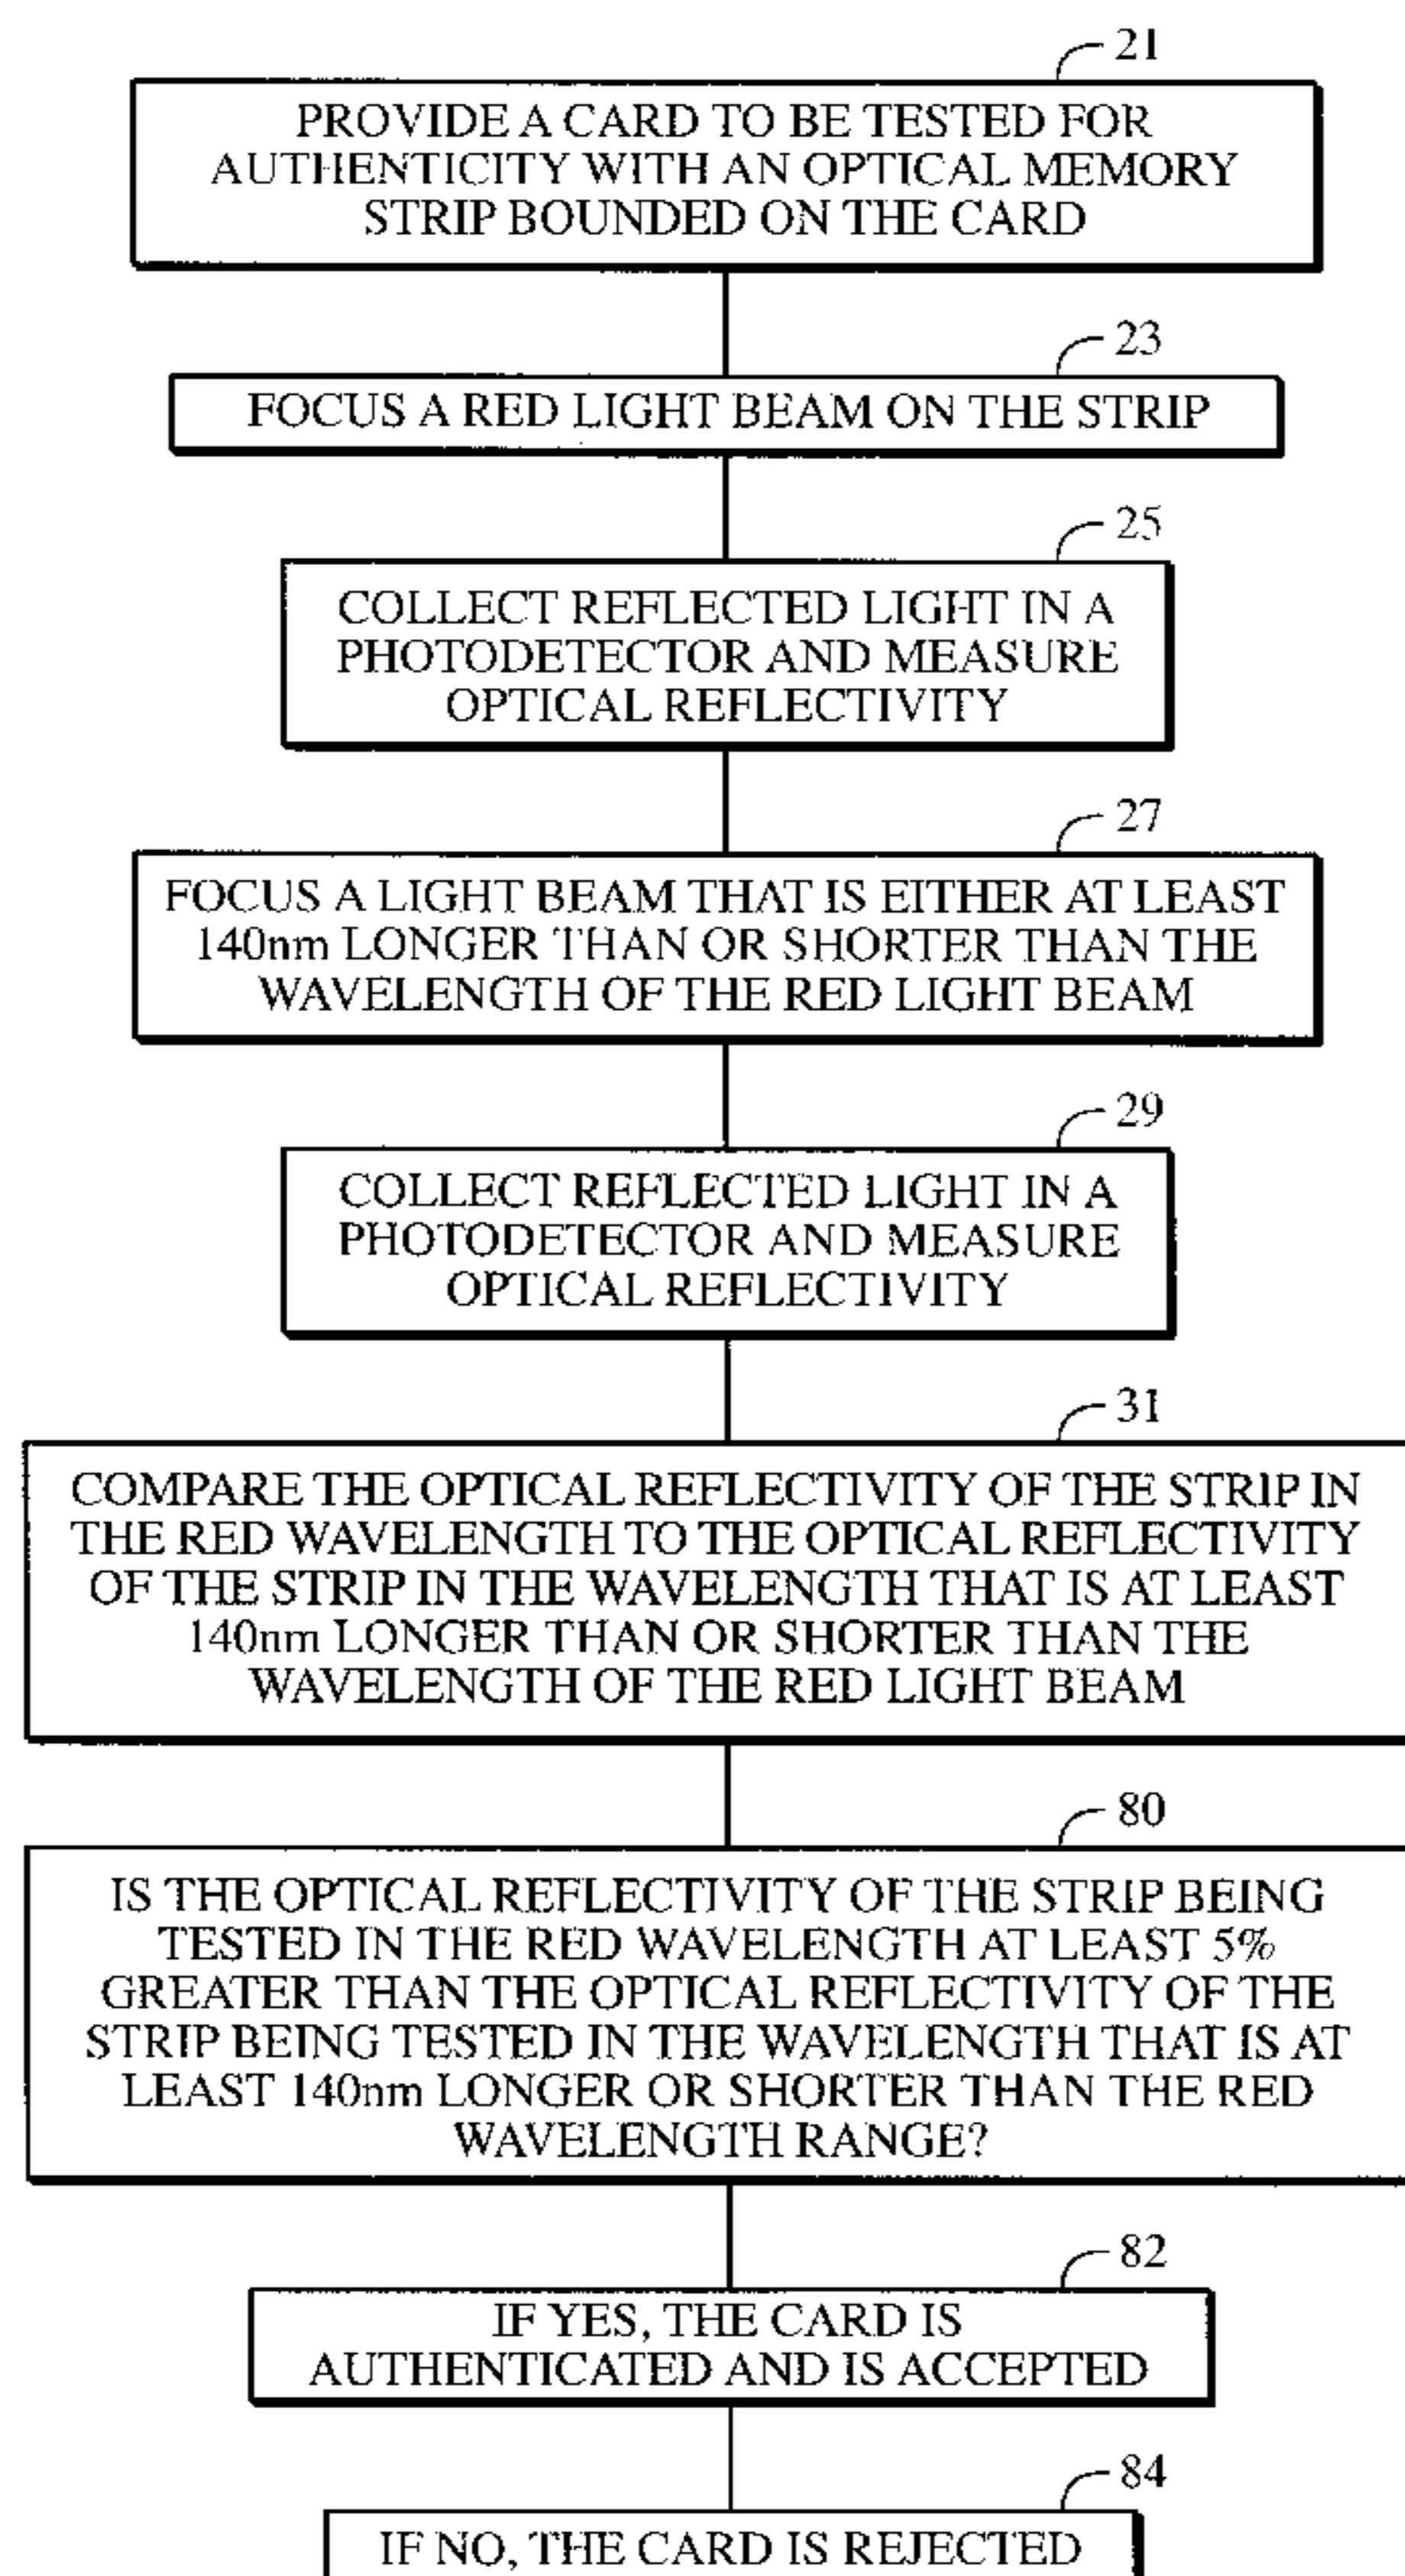 21
PROVIDE A CARD TO BE TESTED FOR
AUTHENTICITY WITH AN OPTICAL MEMORY
STRIP BOUNDED ON THE CARD
23
FOCUS A RED LIGHT BEAM ON THE STRIP
25
COLLECT REFLECTED LIGHT IN A
PHOTODETECTOR AND MEASURE
OPTICAL REFLECTIVITY
27
FOCUS A LIGHT BEAM THAT IS EITHER AT LEAST
140nm LONGER THAN OR SHORTER THAN THE
WAVELENGTH OF THE RED LIGHT BEAM
29
COLLECT REFLECTED LIGHT IN A
PHOTODETECTOR AND MEASURE
OPTICAL REFLECTIVITY
31
COMPARE THE OPTICAL REFLECTIVITY OF THE STRIP IN
THE RED WAVELENGTH TO THE OPTICAL REFLECTIVITY
OF THE STRIP IN THE WAVELENGTH THAT IS AT LEAST
140nm LONGER THAN OR SHORTER THAN THE
WAVELENGTH OF THE RED LIGHT BEAM
80
IS THE OPTICAL REFLECTIVITY OF THE STRIP BEING
TESTED IN THE RED WAVELENGTH AT LEAST 5%
GREATER THAN THE OPTICAL REFLECTIVITY OF THE
STRIP BEING TESTED IN THE WAVELENGTH THAT IS AT
LEAST 140nm LONGER OR SHORTER THAN THE RED
WAVELENGTH RANGE?
82
IF YES, THE CARD IS
AUTHENTICATED AND IS ACCEPTED
84
IF NO, THE CARD IS REJECTED